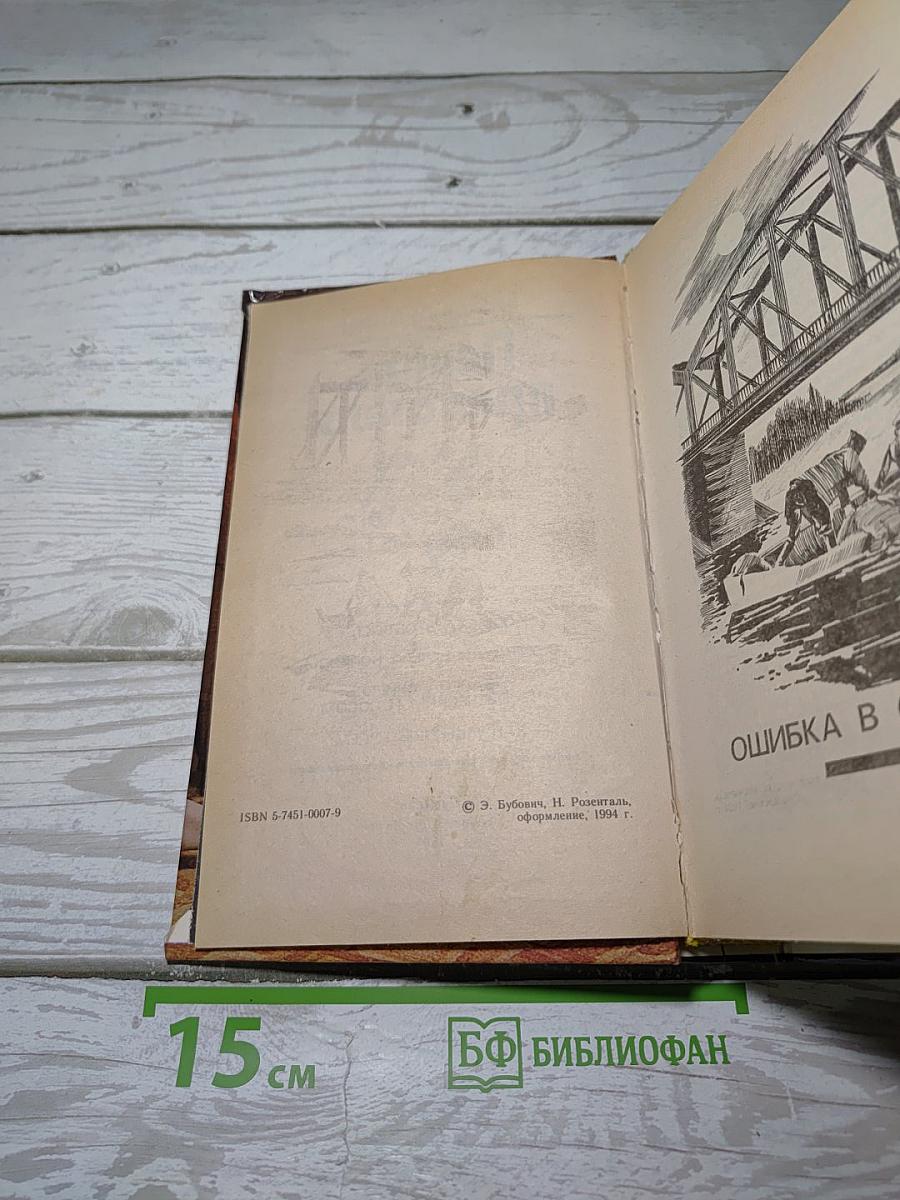 ISBN 5-7451-0007-9
© Э. Бубович, Н. Розенталь,
оформление, 1994 г.
ОШИБКА В
15 см
БФ БИБЛИОФАН